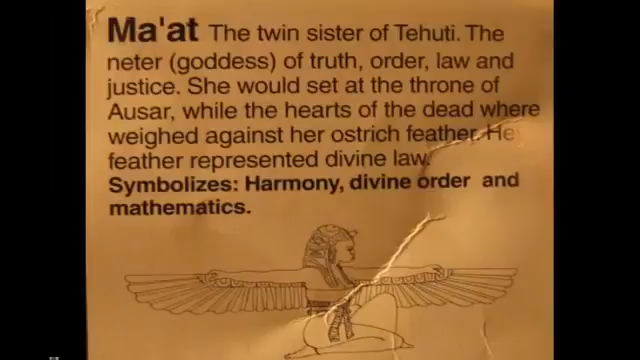 Ma'at The twin sister of Tehuti. The
neter (goddess) of truth, order, law and
justice. She would set at the throne of
Ausar, while the hearts of the dead where
weighed against her ostrich feather. He
feather represented divine law.
Symbolizes: Harmony, divine order and
mathematics.